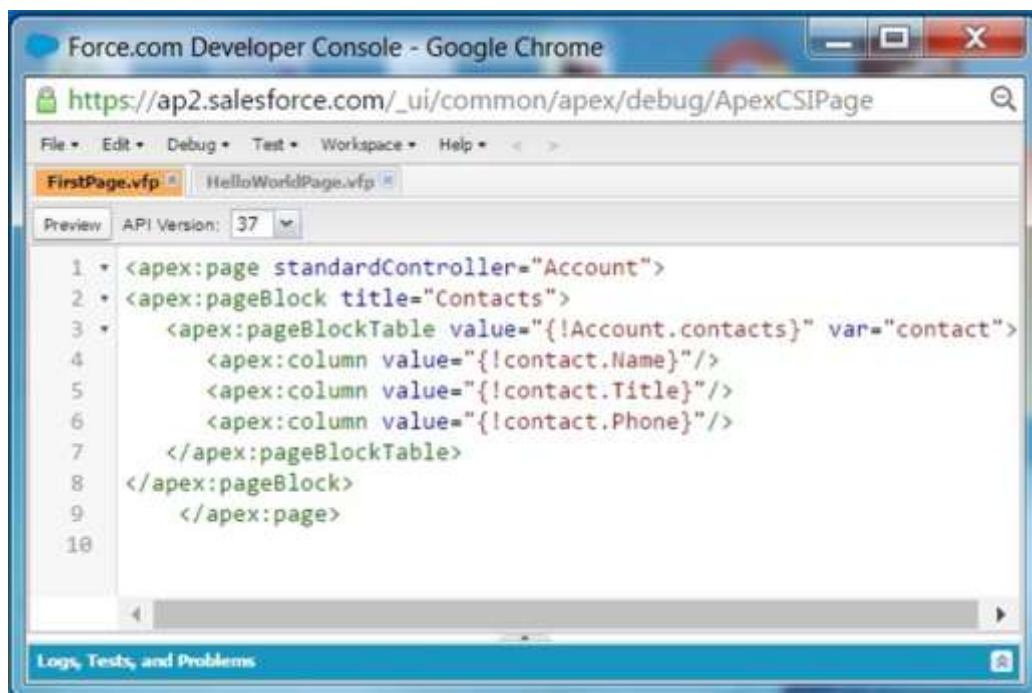 Force.com Developer Console - Google Chrome
https://ap2.salesforce.com/_ui/common/apex/debug/ApexCSIPage
File Edit Debug Test Workspace Help < >
FirstPage.vfp HelloWorldPage.vfp
Preview API Version: 37
1 <apex:page standardController="Account">
2 <apex:pageBlock title="Contacts">
3 <apex:pageBlockTable value="{!Account.contacts}" var="contact">
4 <apex:column value="{!contact.Name}"/>
5 <apex:column value="{!contact.Title}"/>
6 <apex:column value="{!contact.Phone}"/>
7 </apex:pageBlockTable>
8 </apex:pageBlock>
9 </apex:page>
10
Logs, Tests, and Problems